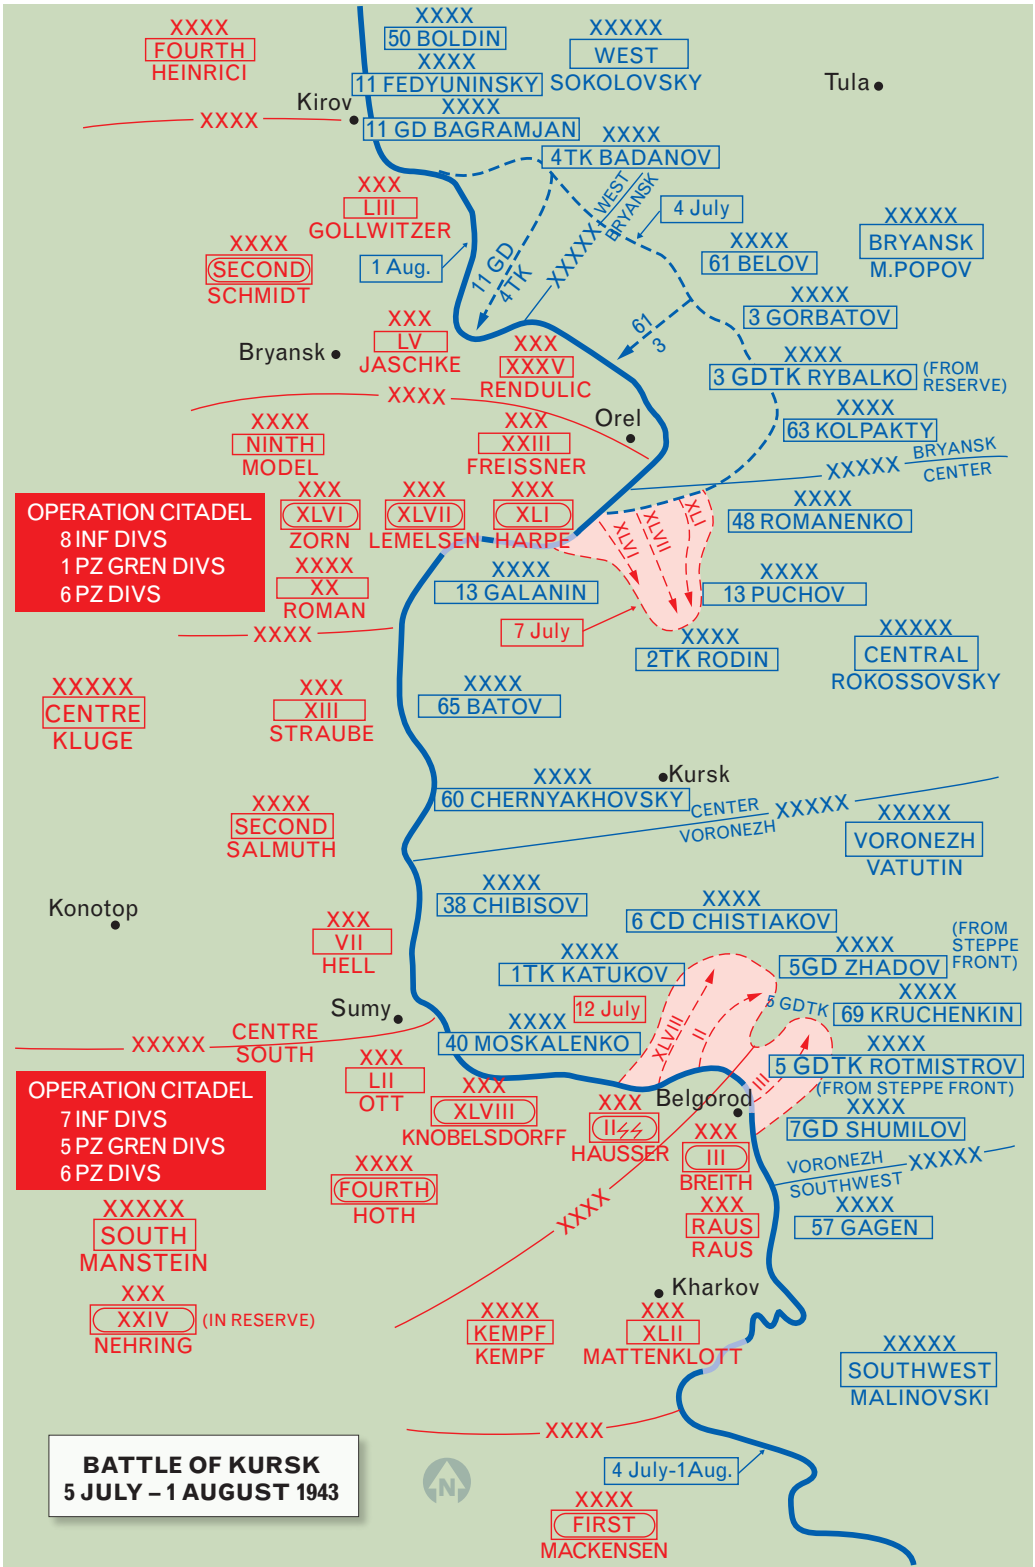 XXXX
FOURTH
HEINRICI
XXXX
50 BOLDIN
XXXX
11 FEDYUNINSKY
XXXXX
WEST
SOKOLOVSKY
Tula
Kirov
XXXX
XXXX
11 GD BAGRAMJAN
XXXX
4TK BADANOV
XXX
LIII
GOLLWITZER
WEST
XXXXX
BRYANSK
4 July
XXXXX
BRYANSK
M.POPOV
XXXX
SECOND
SCHMIDT
1 Aug.
11 GD
4TK
XXXX
61 BELOV
XXXX
3 GORBATOV
61
3
Bryansk
XXX
LV
JASCHKE
XXX
XXXV
RENDULIC
XXXX
3 GDTK RYBALKO
(FROM
RESERVE)
XXXX
XXXX
NINTH
MODEL
XXX
XXIII
FREISSNER
Orel
XXXX
63 KOLPAKTY
XXXXX
BRYANSK
CENTER
OPERATION CITADEL
8 INF DIVS
1 PZ GREN DIVS
6 PZ DIVS
XXX
XLVI
ZORN
XXX
XLVII
LEMELSEN
XXX
XLI
HARPE
XLVI
XLVII
XLI
XXXX
48 ROMANENKO
XXXX
XX
ROMAN
XXXX
13 GALANIN
XXXX
13 PUCHOV
XXXX
7 July
XXXX
2TK RODIN
XXXXX
CENTRAL
ROKOSSOVSKY
XXXXX
CENTRE
KLUGE
XXX
XIII
STRAUBE
XXXX
65 BATOV
XXXX
60 CHERNYAKHOVSKY
Kursk
CENTER
XXXXX
VORONEZH
XXXX
SECOND
SALMUTH
XXXXX
VORONEZH
VATUTIN
Konotop
XXXX
38 CHIBISOV
XXXX
6 CD CHISTIAKOV
XXX
VII
HELL
XXXX
1TK KATUKOV
XXXX
5GD ZHADOV
(FROM
STEPPE
FRONT)
12 July
5 GDTK
XXXX
69 KRUCHENKIN
Sumy
XXXXX
CENTRE
SOUTH
XXXX
40 MOSKALENKO
XLVIII
II
III
XXXX
5 GDTK ROTMISTROV
(FROM STEPPE FRONT)
OPERATION CITADEL
7 INF DIVS
5 PZ GREN DIVS
6 PZ DIVS
XXX
LII
OTT
XXX
XLVIII
KNOBELSDORFF
XXX
II ϟϟ
HAUSSER
Belgorod
XXX
III
BREITH
XXXX
7GD SHUMILOV
VORONEZH
XXXXX
SOUTHWEST
XXXX
FOURTH
HOTH
XXXX
XXX
RAUS
RAUS
XXXX
57 GAGEN
XXXXX
SOUTH
MANSTEIN
XXX
XXIV
(IN RESERVE)
NEHRING
Kharkov
XXXX
KEMPF
KEMPF
XXX
XLII
MATTENKLOTT
XXXXX
SOUTHWEST
MALINOVSKI
XXXX
4 July-1Aug.
BATTLE OF KURSK
5 JULY – 1 AUGUST 1943
N
XXXX
FIRST
MACKENSEN